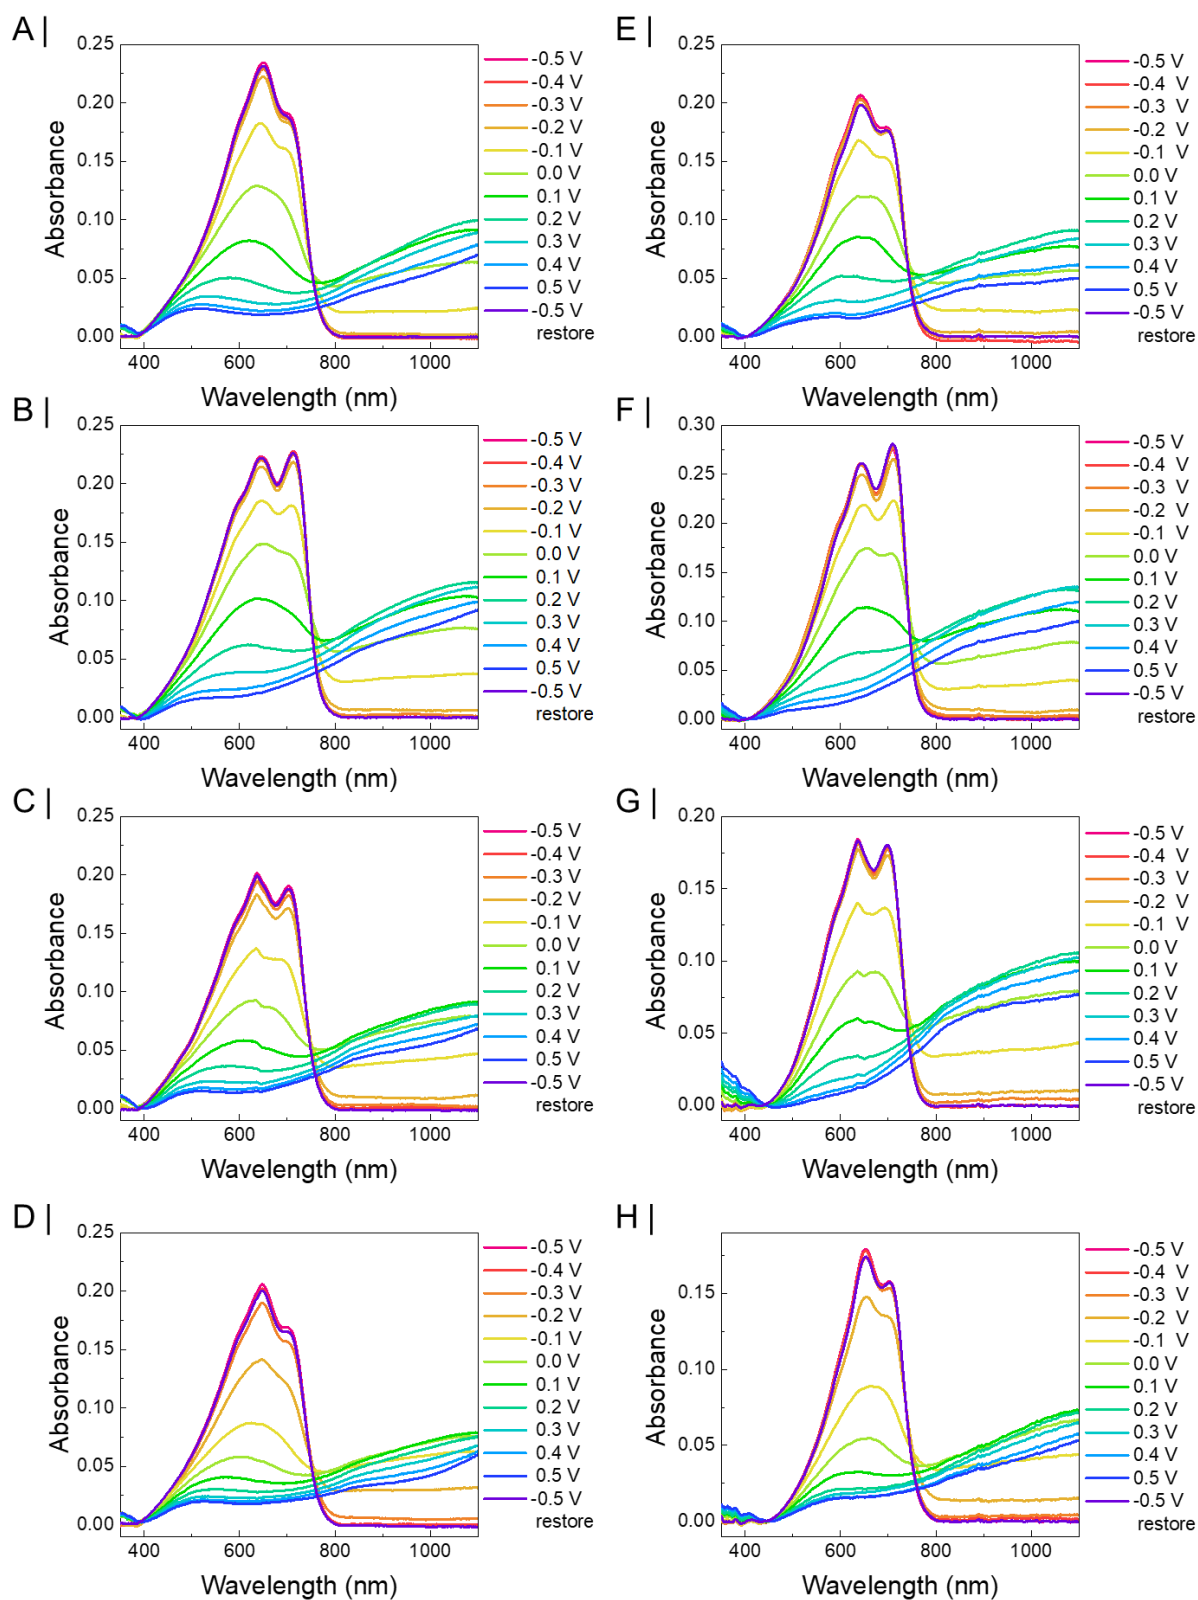 A |
Absorbance
0.25
0.20
0.15
0.10
0.05
0.00
400 600 800 1000
Wavelength (nm)
-0.5 V
-0.4 V
-0.3 V
-0.2 V
-0.1 V
0.0 V
0.1 V
0.2 V
0.3 V
0.4 V
0.5 V
-0.5 V
restore
E |
Absorbance
0.25
0.20
0.15
0.10
0.05
0.00
400 600 800 1000
Wavelength (nm)
-0.5 V
-0.4 V
-0.3 V
-0.2 V
-0.1 V
0.0 V
0.1 V
0.2 V
0.3 V
0.4 V
0.5 V
-0.5 V
restore
B |
Absorbance
0.25
0.20
0.15
0.10
0.05
0.00
400 600 800 1000
Wavelength (nm)
-0.5 V
-0.4 V
-0.3 V
-0.2 V
-0.1 V
0.0 V
0.1 V
0.2 V
0.3 V
0.4 V
0.5 V
-0.5 V
restore
F |
Absorbance
0.30
0.25
0.20
0.15
0.10
0.05
0.00
400 600 800 1000
Wavelength (nm)
-0.5 V
-0.4 V
-0.3 V
-0.2 V
-0.1 V
0.0 V
0.1 V
0.2 V
0.3 V
0.4 V
0.5 V
-0.5 V
restore
C |
Absorbance
0.25
0.20
0.15
0.10
0.05
0.00
400 600 800 1000
Wavelength (nm)
-0.5 V
-0.4 V
-0.3 V
-0.2 V
-0.1 V
0.0 V
0.1 V
0.2 V
0.3 V
0.4 V
0.5 V
-0.5 V
restore
G |
Absorbance
0.20
0.15
0.10
0.05
0.00
400 600 800 1000
Wavelength (nm)
-0.5 V
-0.4 V
-0.3 V
-0.2 V
-0.1 V
0.0 V
0.1 V
0.2 V
0.3 V
0.4 V
0.5 V
-0.5 V
restore
D |
Absorbance
0.25
0.20
0.15
0.10
0.05
0.00
400 600 800 1000
Wavelength (nm)
-0.5 V
-0.4 V
-0.3 V
-0.2 V
-0.1 V
0.0 V
0.1 V
0.2 V
0.3 V
0.4 V
0.5 V
-0.5 V
restore
H |
Absorbance
0.15
0.10
0.05
0.00
400 600 800 1000
Wavelength (nm)
-0.5 V
-0.4 V
-0.3 V
-0.2 V
-0.1 V
0.0 V
0.1 V
0.2 V
0.3 V
0.4 V
0.5 V
-0.5 V
restore